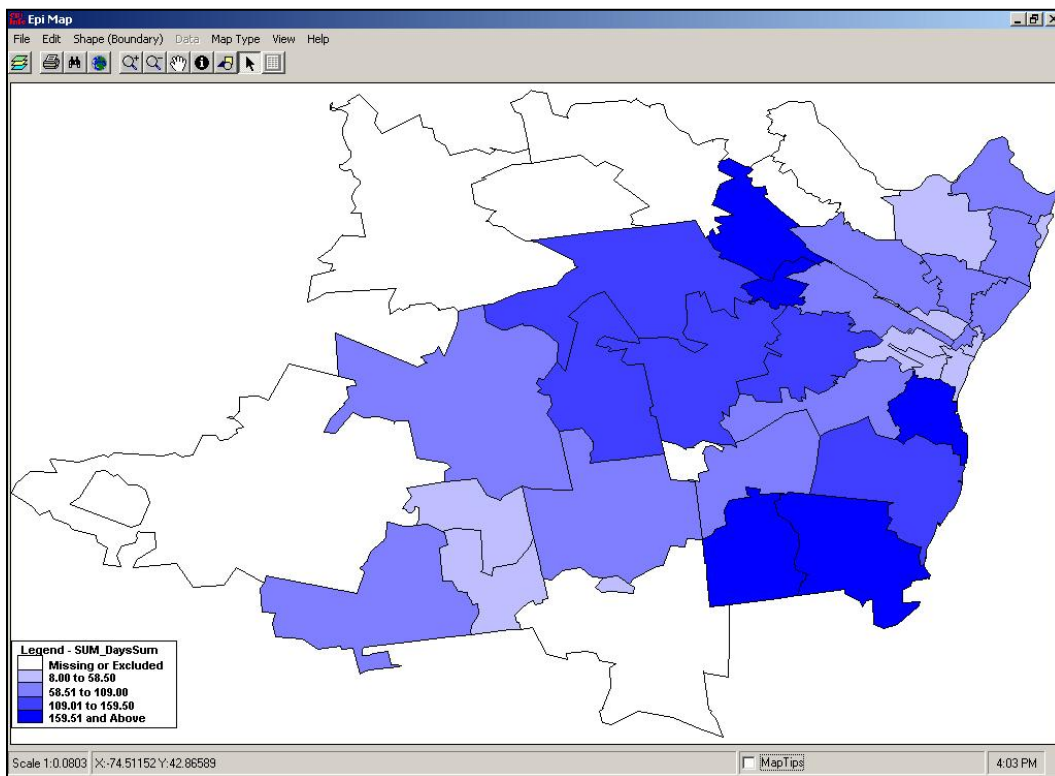 Epi Map
File Edit Shape (Boundary) Data Map Type View Help
Legend - SUM_DaysSum
Missing or Excluded
8.00 to 58.50
58.51 to 109.00
109.01 to 159.50
159.51 and Above
Scale 1:0.0803 X:-74.51152 Y:42.86589 MapTips 4:03 PM